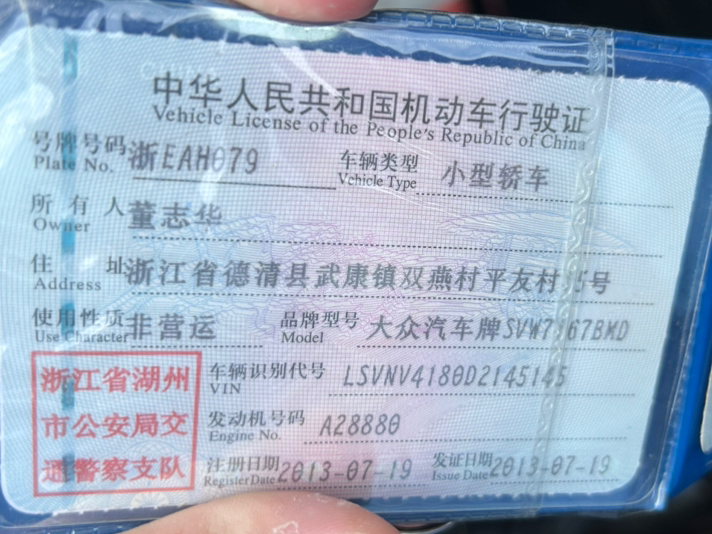 中华人民共和国机动车行驶证
Vehicle License of the People's Republic of China
号牌号码 浙EAH079 车辆类型 小型轿车
Plate No. Vehicle Type
所有人 董志华
Owner
住址 浙江省德清县武康镇双燕村平友村 号
Address
使用性质 非营运 品牌型号 大众汽车牌
Use Character Model
车辆识别代号 LSVNV4180D2145145
VIN
发动机号码 A28880
Engine No.
注册日期 2013-07-19 发证日期 2013-07-19
Register Date Issue Date
浙江省湖州
市公安局交
通警察支队